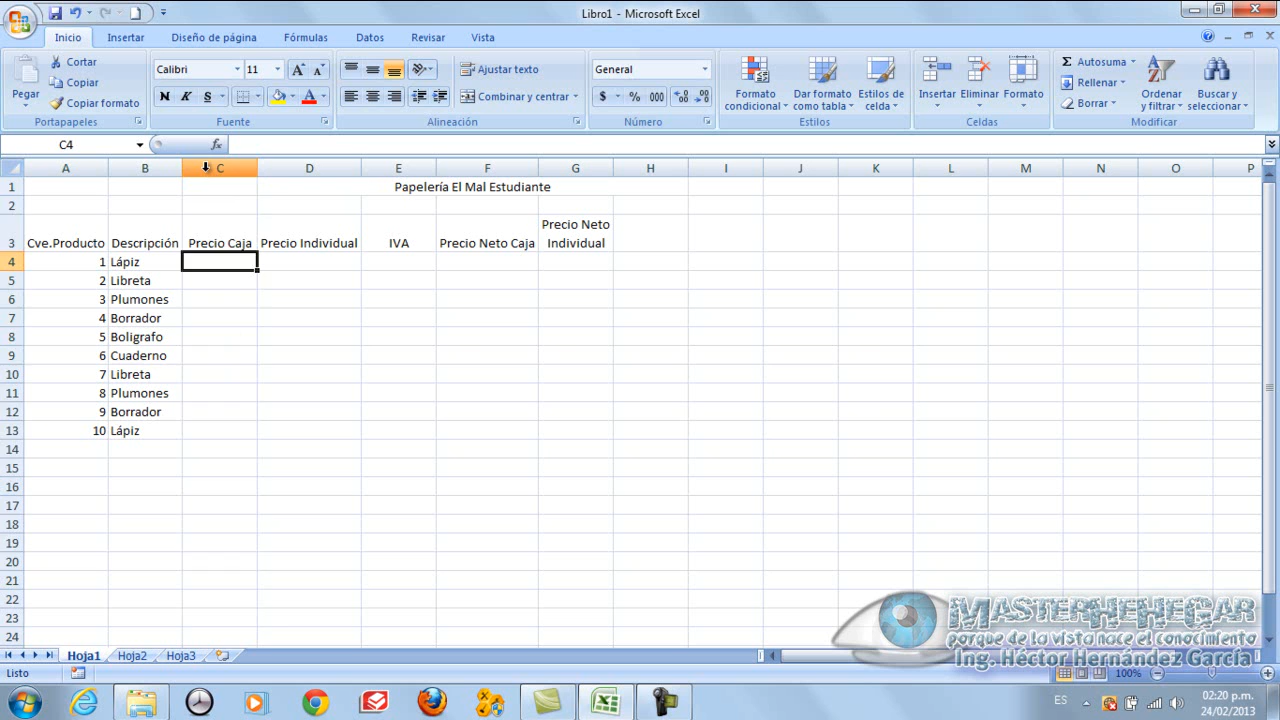 Libro1 - Microsoft Excel
Inicio Insertar Diseño de página Fórmulas Datos Revisar Vista
Pegar
Cortar
Copiar
Copiar formato
Portapapeles
Calibri 11
N K S
Fuente
Ajustar texto
Combinar y centrar
Alineación
General
$ % 000
Número
Formato condicional
Dar formato como tabla
Estilos de celda
Estilos
Insertar Eliminar Formato
Celdas
Autosuma
Rellenar
Borrar
Ordenar y filtrar
Buscar y seleccionar
Modificar
C4 fx
A B C D E F G H I J K L M N O P
1 Papelería El Mal Estudiante
2
3 Cve.Producto Descripción Precio Caja Precio Individual IVA Precio Neto Caja Precio Neto Individual
4 1 Lápiz
5 2 Libreta
6 3 Plumones
7 4 Borrador
8 5 Boligrafo
9 6 Cuaderno
10 7 Libreta
11 8 Plumones
12 9 Borrador
13 10 Lápiz
14
15
16
17
18
19
20
21
22
23
24
MASTERHEHEGAR
porque de la vista nace el conocimiento
Ing. Héctor Hernández García
Hoja1 Hoja2 Hoja3
Listo 100%
ES 02:20 p.m.
24/02/2013